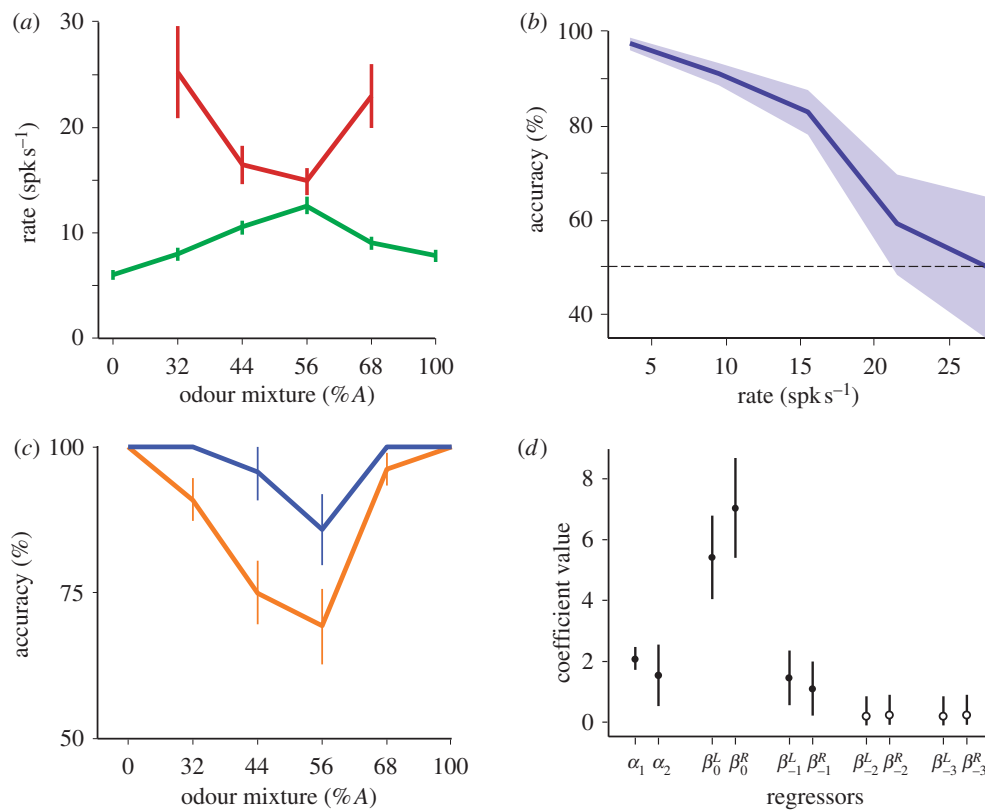 (a)
30
20
10
0
rate (spk s⁻¹)
0 32 44 56 68 100
odour mixture (%A)
(b)
100
80
60
40
accuracy (%)
5 10 15 20 25
rate (spk s⁻¹)
(c)
100
75
50
accuracy (%)
0 32 44 56 68 100
odour mixture (%A)
(d)
8
6
4
2
0
coefficient value
α₁ α₂ β₀ᴸ β₀ᴿ β₋₁ᴸ β₋₁ᴿ β₋₂ᴸ β₋₂ᴿ β₋₃ᴸ β₋₃ᴿ
regressors